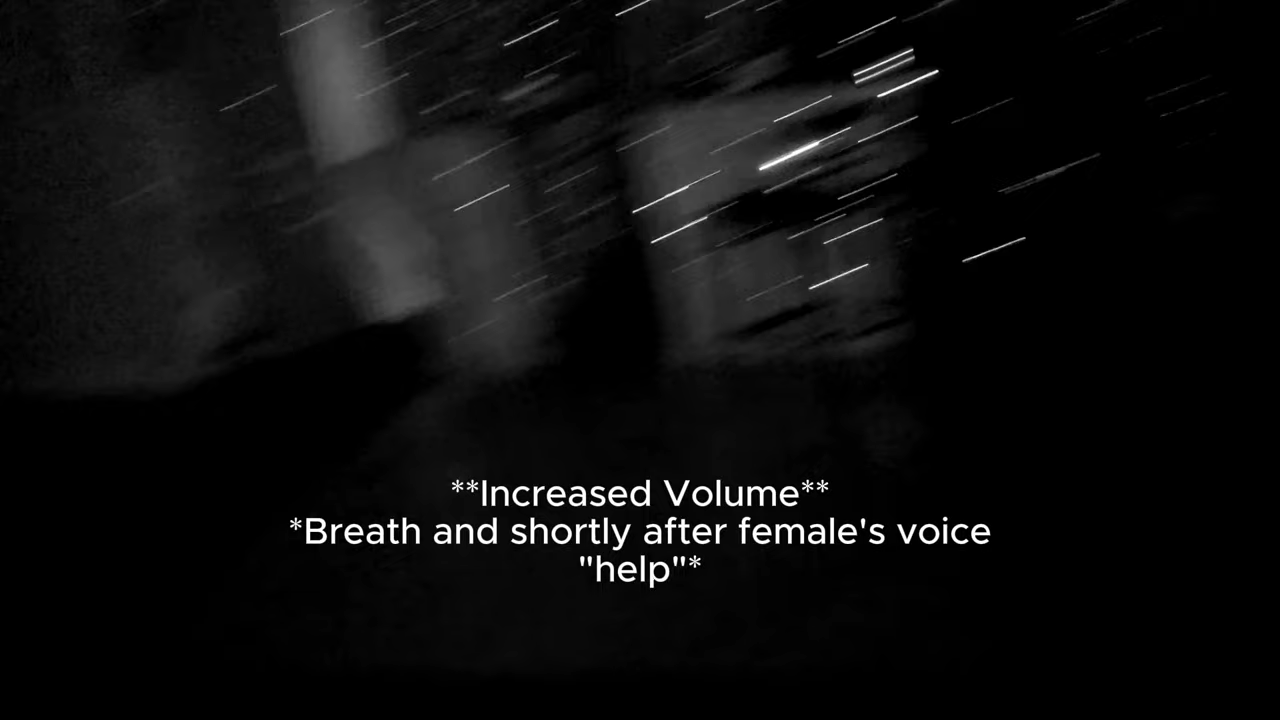 **Increased Volume**
*Breath and shortly after female's voice
"help"*